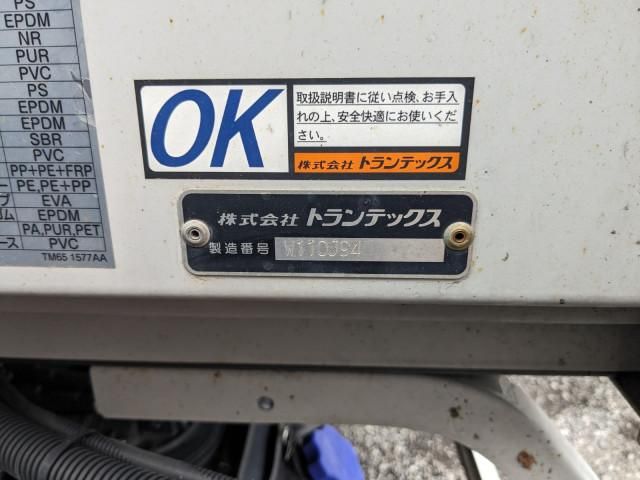 PS
EPDM
NR
PUR
PVC
PS
EPDM
EPDM
SBR
PVC
PP+PE+FRP
PE,PE+PP
EVA
EPDM
PA,PUR,PET
PVC
TM65 1577AA
OK
取扱説明書に従い点検、お手入
れの上、安全快適にお使いくだ
さい。
株式会社 トランテックス
株式会社 トランテックス
製造番号 W110J94